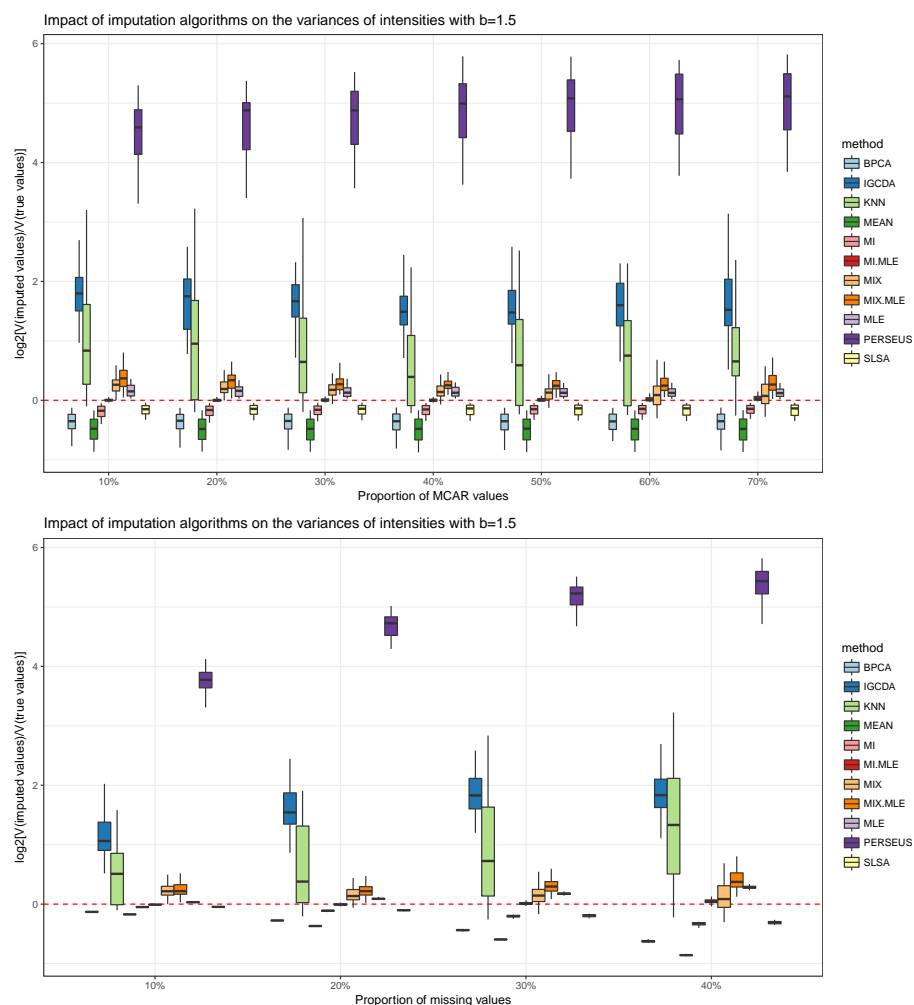 Impact of imputation algorithms on the variances of intensities with b=1.5
log2[V(imputed values)/V(true values)]
6
4
2
0
10%
20%
30%
40%
50%
60%
70%
Proportion of MCAR values
method
BPCA
IGCDA
KNN
MEAN
MI
MI.MLE
MIX
MIX.MLE
MLE
PERSEUS
SLSA
Impact of imputation algorithms on the variances of intensities with b=1.5
log2[V(imputed values)/V(true values)]
6
4
2
0
10%
20%
30%
40%
Proportion of missing values
method
BPCA
IGCDA
KNN
MEAN
MI
MI.MLE
MIX
MIX.MLE
MLE
PERSEUS
SLSA